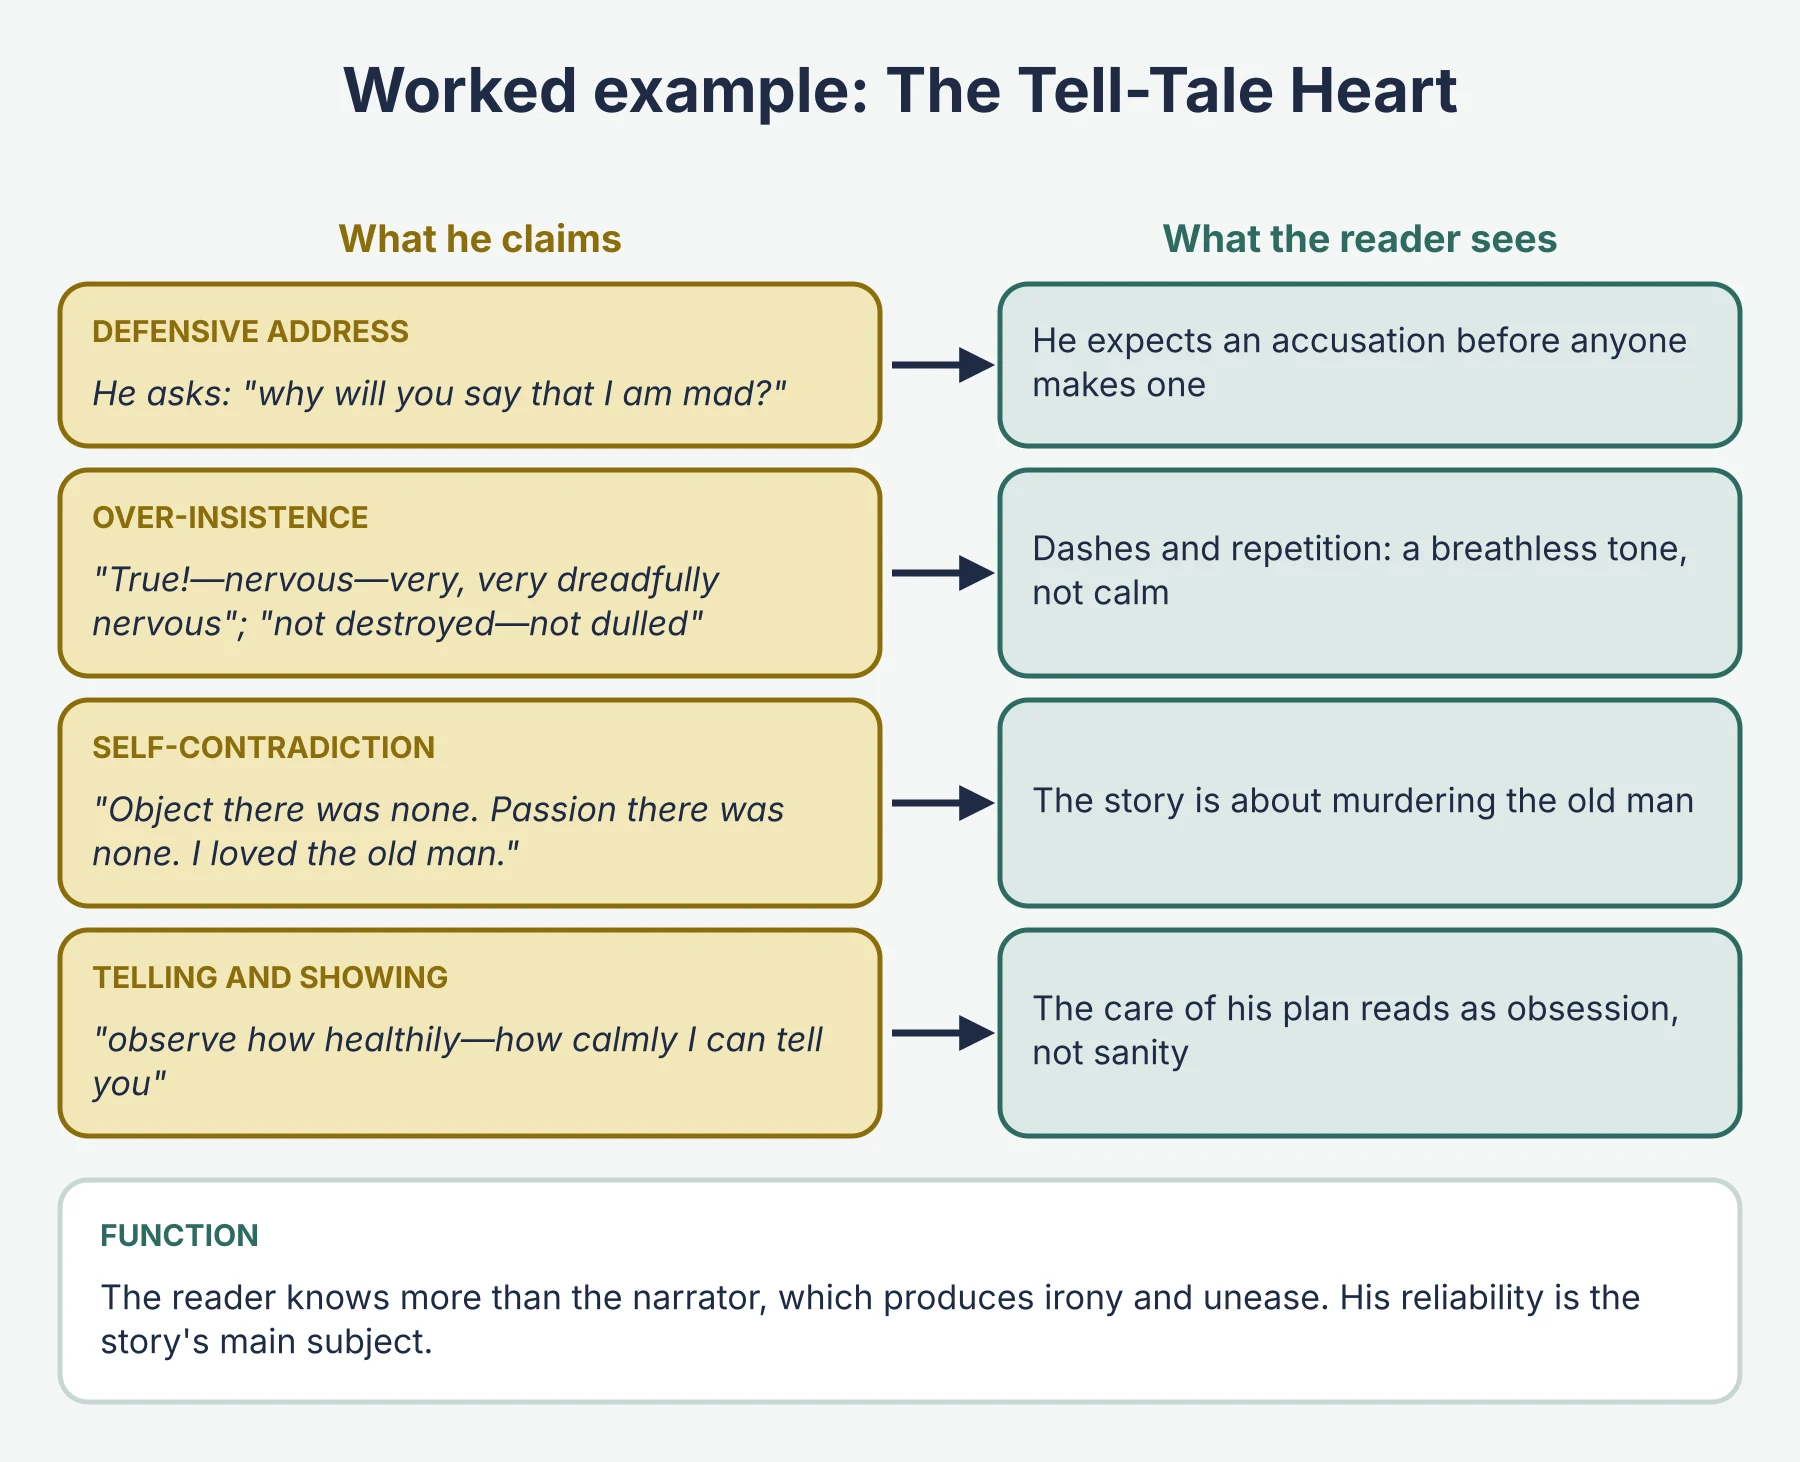 Worked example: The Tell-Tale Heart
What he claims
What the reader sees
DEFENSIVE ADDRESS
He asks: "why will you say that I am mad?"
He expects an accusation before anyone
makes one
OVER-INSISTENCE
"True!—nervous—very, very dreadfully
nervous"; "not destroyed—not dulled"
Dashes and repetition: a breathless tone,
not calm
SELF-CONTRADICTION
"Object there was none. Passion there was
none. I loved the old man."
The story is about murdering the old man
TELLING AND SHOWING
"observe how healthily—how calmly I can tell
you"
The care of his plan reads as obsession,
not sanity
FUNCTION
The reader knows more than the narrator, which produces irony and unease. His reliability is the
story's main subject.